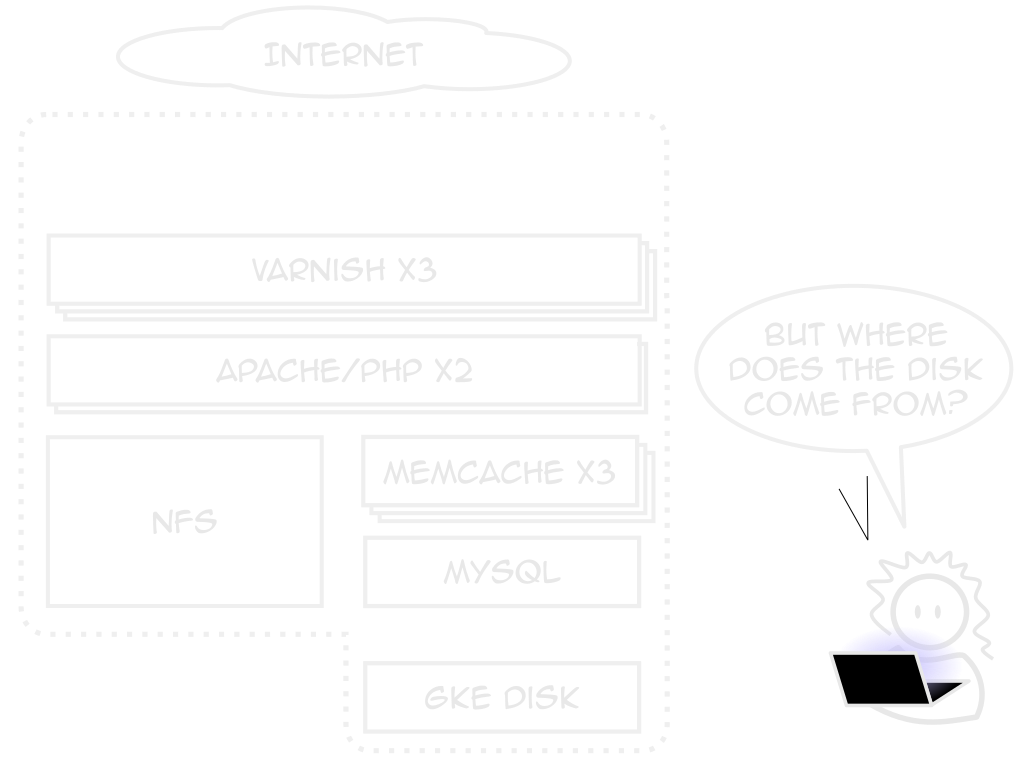 INTERNET
VARNISH X3
APACHE/PHP X2
NFS
MEMCACHE X3
MYSQL
GKE DISK
BUT WHERE
DOES THE DISK
COME FROM?